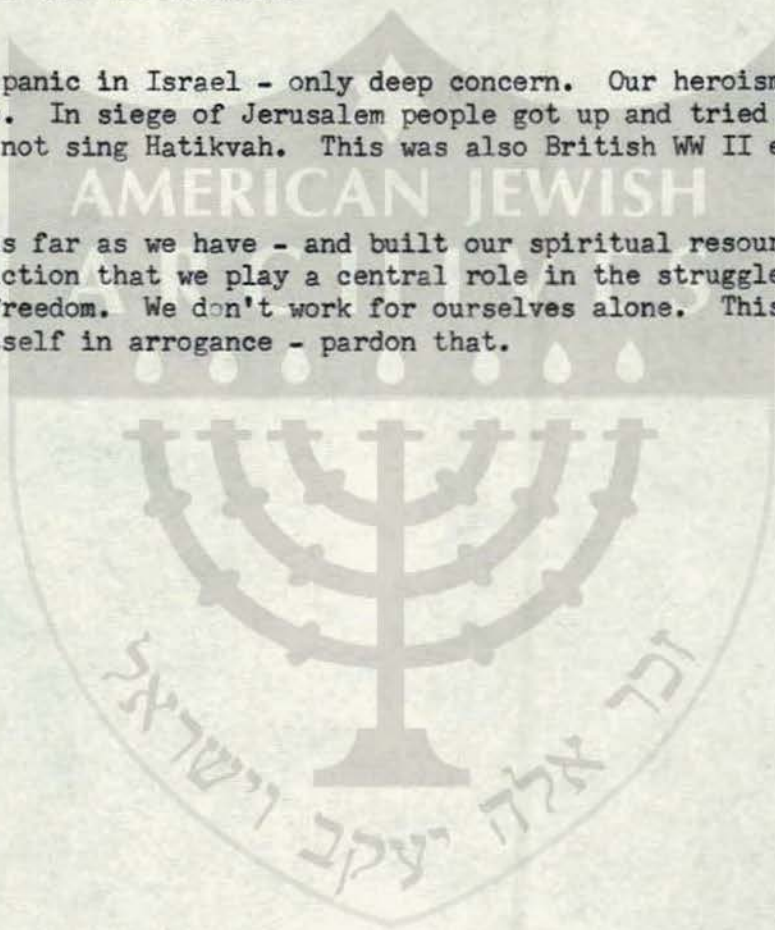 panic in Israel - only deep concern. Our heroism
. In siege of Jerusalem people got up and tried
not sing Hatikvah. This was also British WW II e
s far as we have - and built our spiritual resour
ction that we play a central role in the struggle
reedom. We don't work for ourselves alone. This
self in arrogance - pardon that.
AMERICAN JEWISH
ARCHIVES
זכר אלה יעקב וישראל